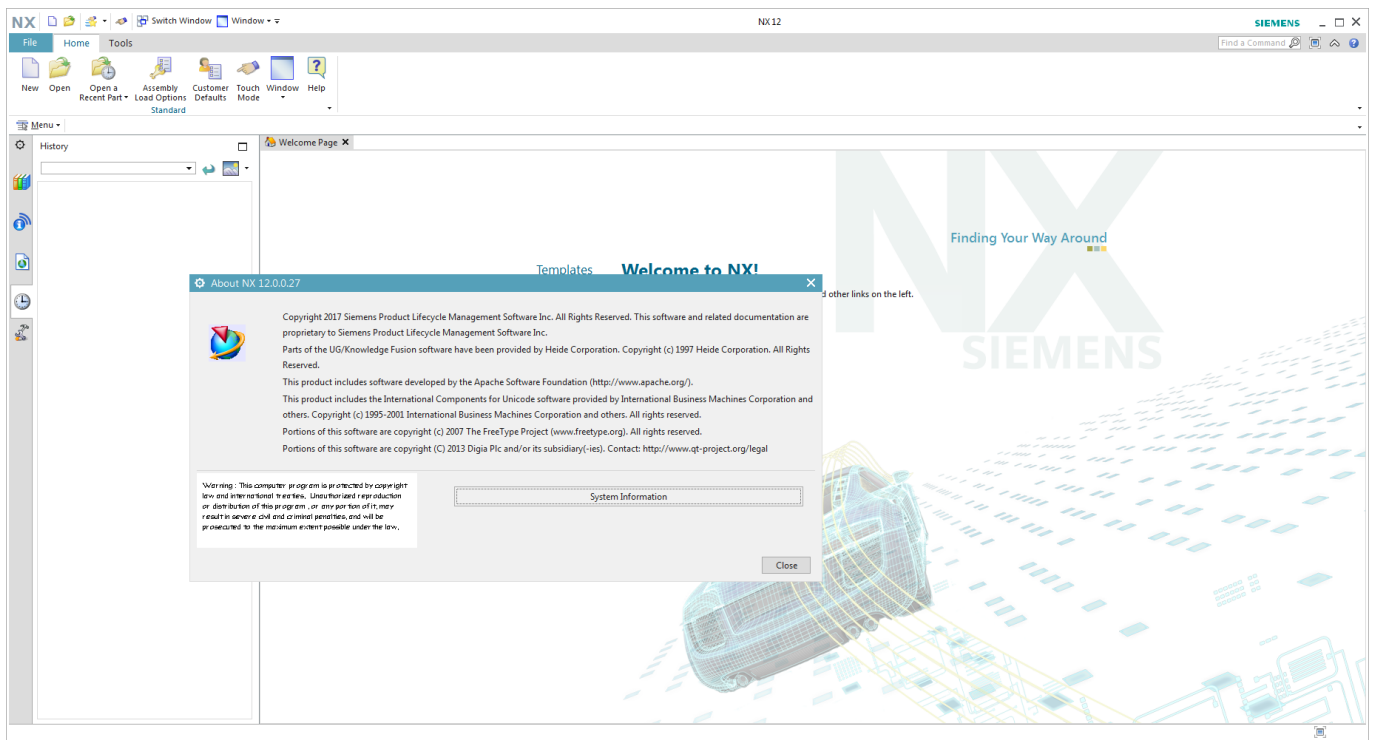 NX Switch Window Window NX 12 SIEMENS
File Home Tools Find a Command
New Open Open a Recent Part Assembly Load Options Customer Defaults Touch Mode Window Help
Standard
Menu
History
Welcome Page
NX
SIEMENS
Finding Your Way Around
Templates Welcome to NX!
d other links on the left.
About NX 12.0.0.27
Copyright 2017 Siemens Product Lifecycle Management Software Inc. All Rights Reserved. This software and related documentation are
proprietary to Siemens Product Lifecycle Management Software Inc.
Parts of the UG/Knowledge Fusion software have been provided by Heide Corporation. Copyright (c) 1997 Heide Corporation. All Rights
Reserved.
This product includes software developed by the Apache Software Foundation (http://www.apache.org/).
This product includes the International Components for Unicode software provided by International Business Machines Corporation and
others. Copyright (c) 1995-2001 International Business Machines Corporation and others. All rights reserved.
Portions of this software are copyright (c) 2007 The FreeType Project (www.freetype.org). All rights reserved.
Portions of this software are copyright (C) 2013 Digia Plc and/or its subsidiary(-ies). Contact: http://www.qt-project.org/legal
Warning : This computer program is protected by copyright
law and international treaties. Unauthorized reproduction
or distribution of this program , or any portion of it, may
result in severe civil and criminal penalties, and will be
prosecuted to the maximum extent possible under the law.
System Information
Close